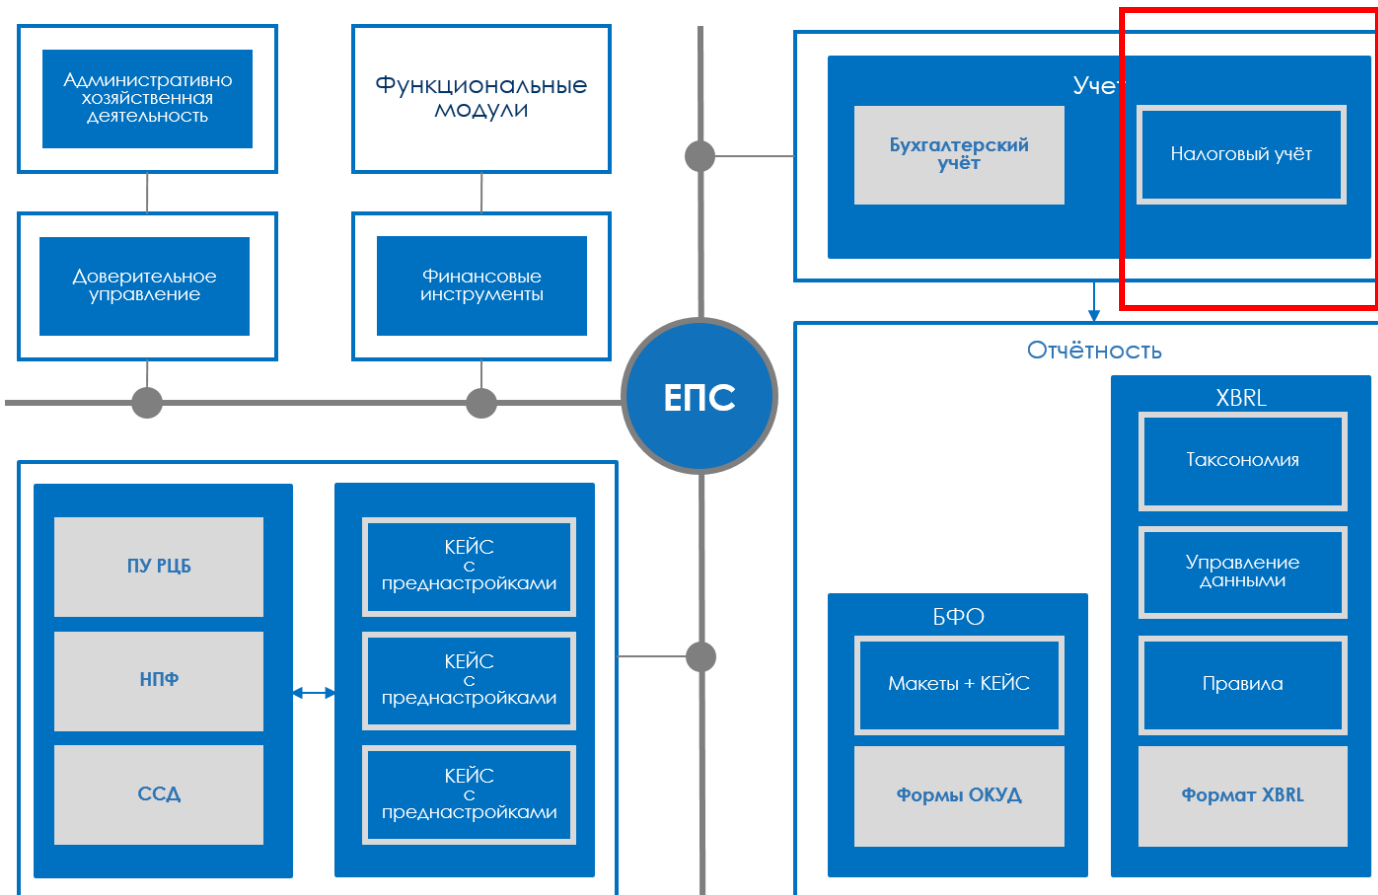 Административно
хозяйственная
деятельность
Функциональные
модули
Доверительное
управление
Финансовые
инструменты
Учет
Бухгалтерский
учёт
Налоговый учёт
ЕПС
Отчётность
XBRL
Таксономия
Управление
данными
Правила
Формат XBRL
БФО
Макеты + КЕЙС
Формы ОКУД
ПУ РЦБ
НПФ
ССД
КЕЙС
с
преднастройками
КЕЙС
с
преднастройками
КЕЙС
с
преднастройками